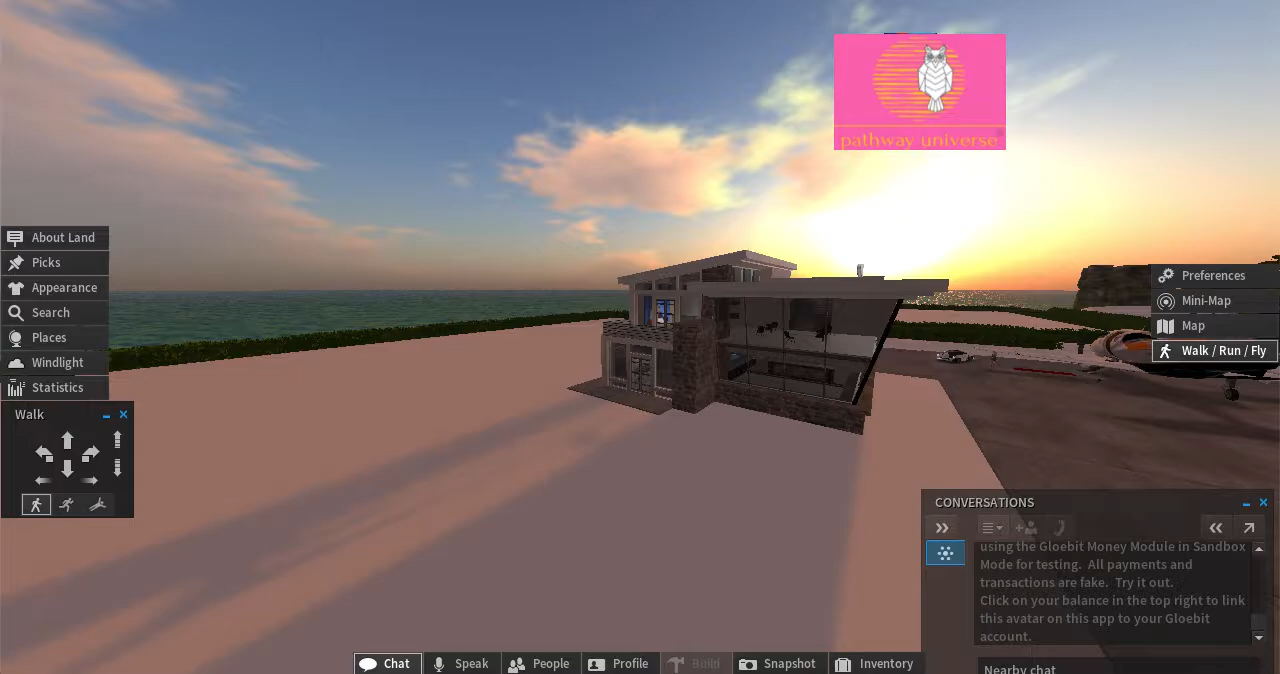 pathway universe
About Land
Picks
Appearance
Search
Places
Windlight
Statistics
Walk
Preferences
Mini-Map
Map
Walk / Run / Fly
CONVERSATIONS
using the Gloebit Money Module in Sandbox
Mode for testing. All payments and
transactions are fake. Try it out.
Click on your balance in the top right to link
this avatar on this app to your Gloebit
account.
Nearby chat
Chat
Speak
People
Profile
Build
Snapshot
Inventory